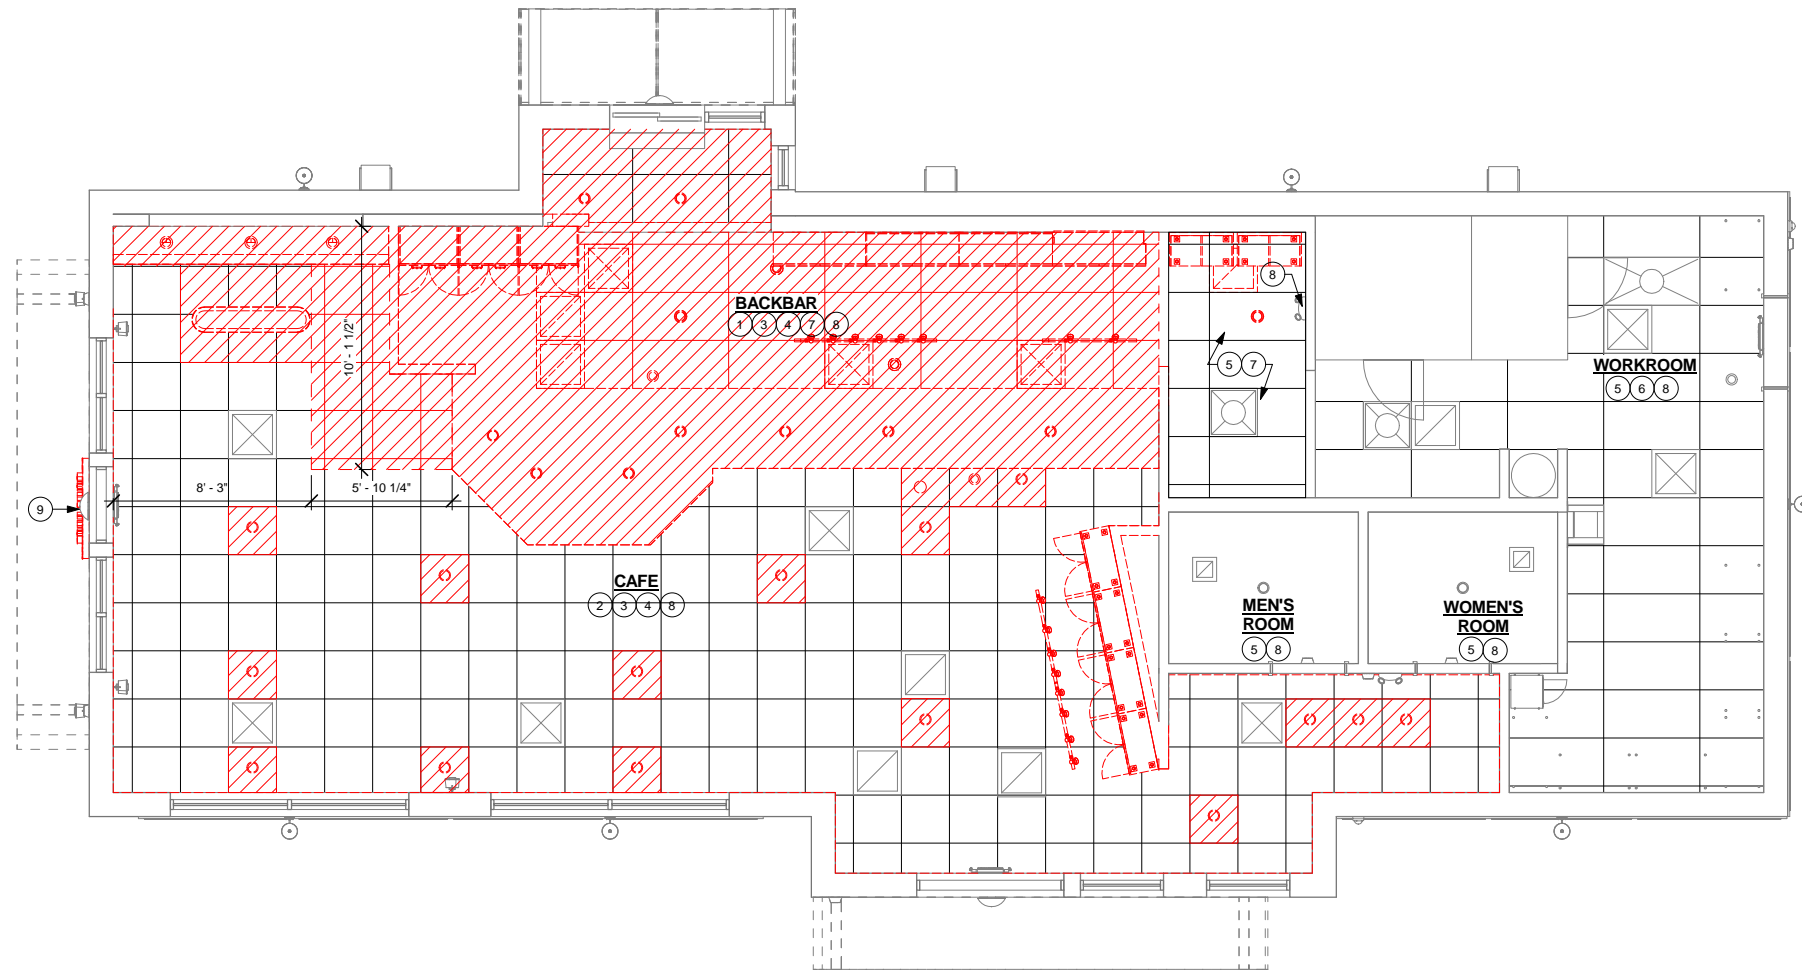 BACKBAR
1 3 4 7 8
8
10' - 1 1/2"
5 7
WORKROOM
5 6 8
8' - 3"
5' - 10 1/4"
9
CAFE
2 3 4 8
MEN'S
ROOM
5 8
WOMEN'S
ROOM
5 8